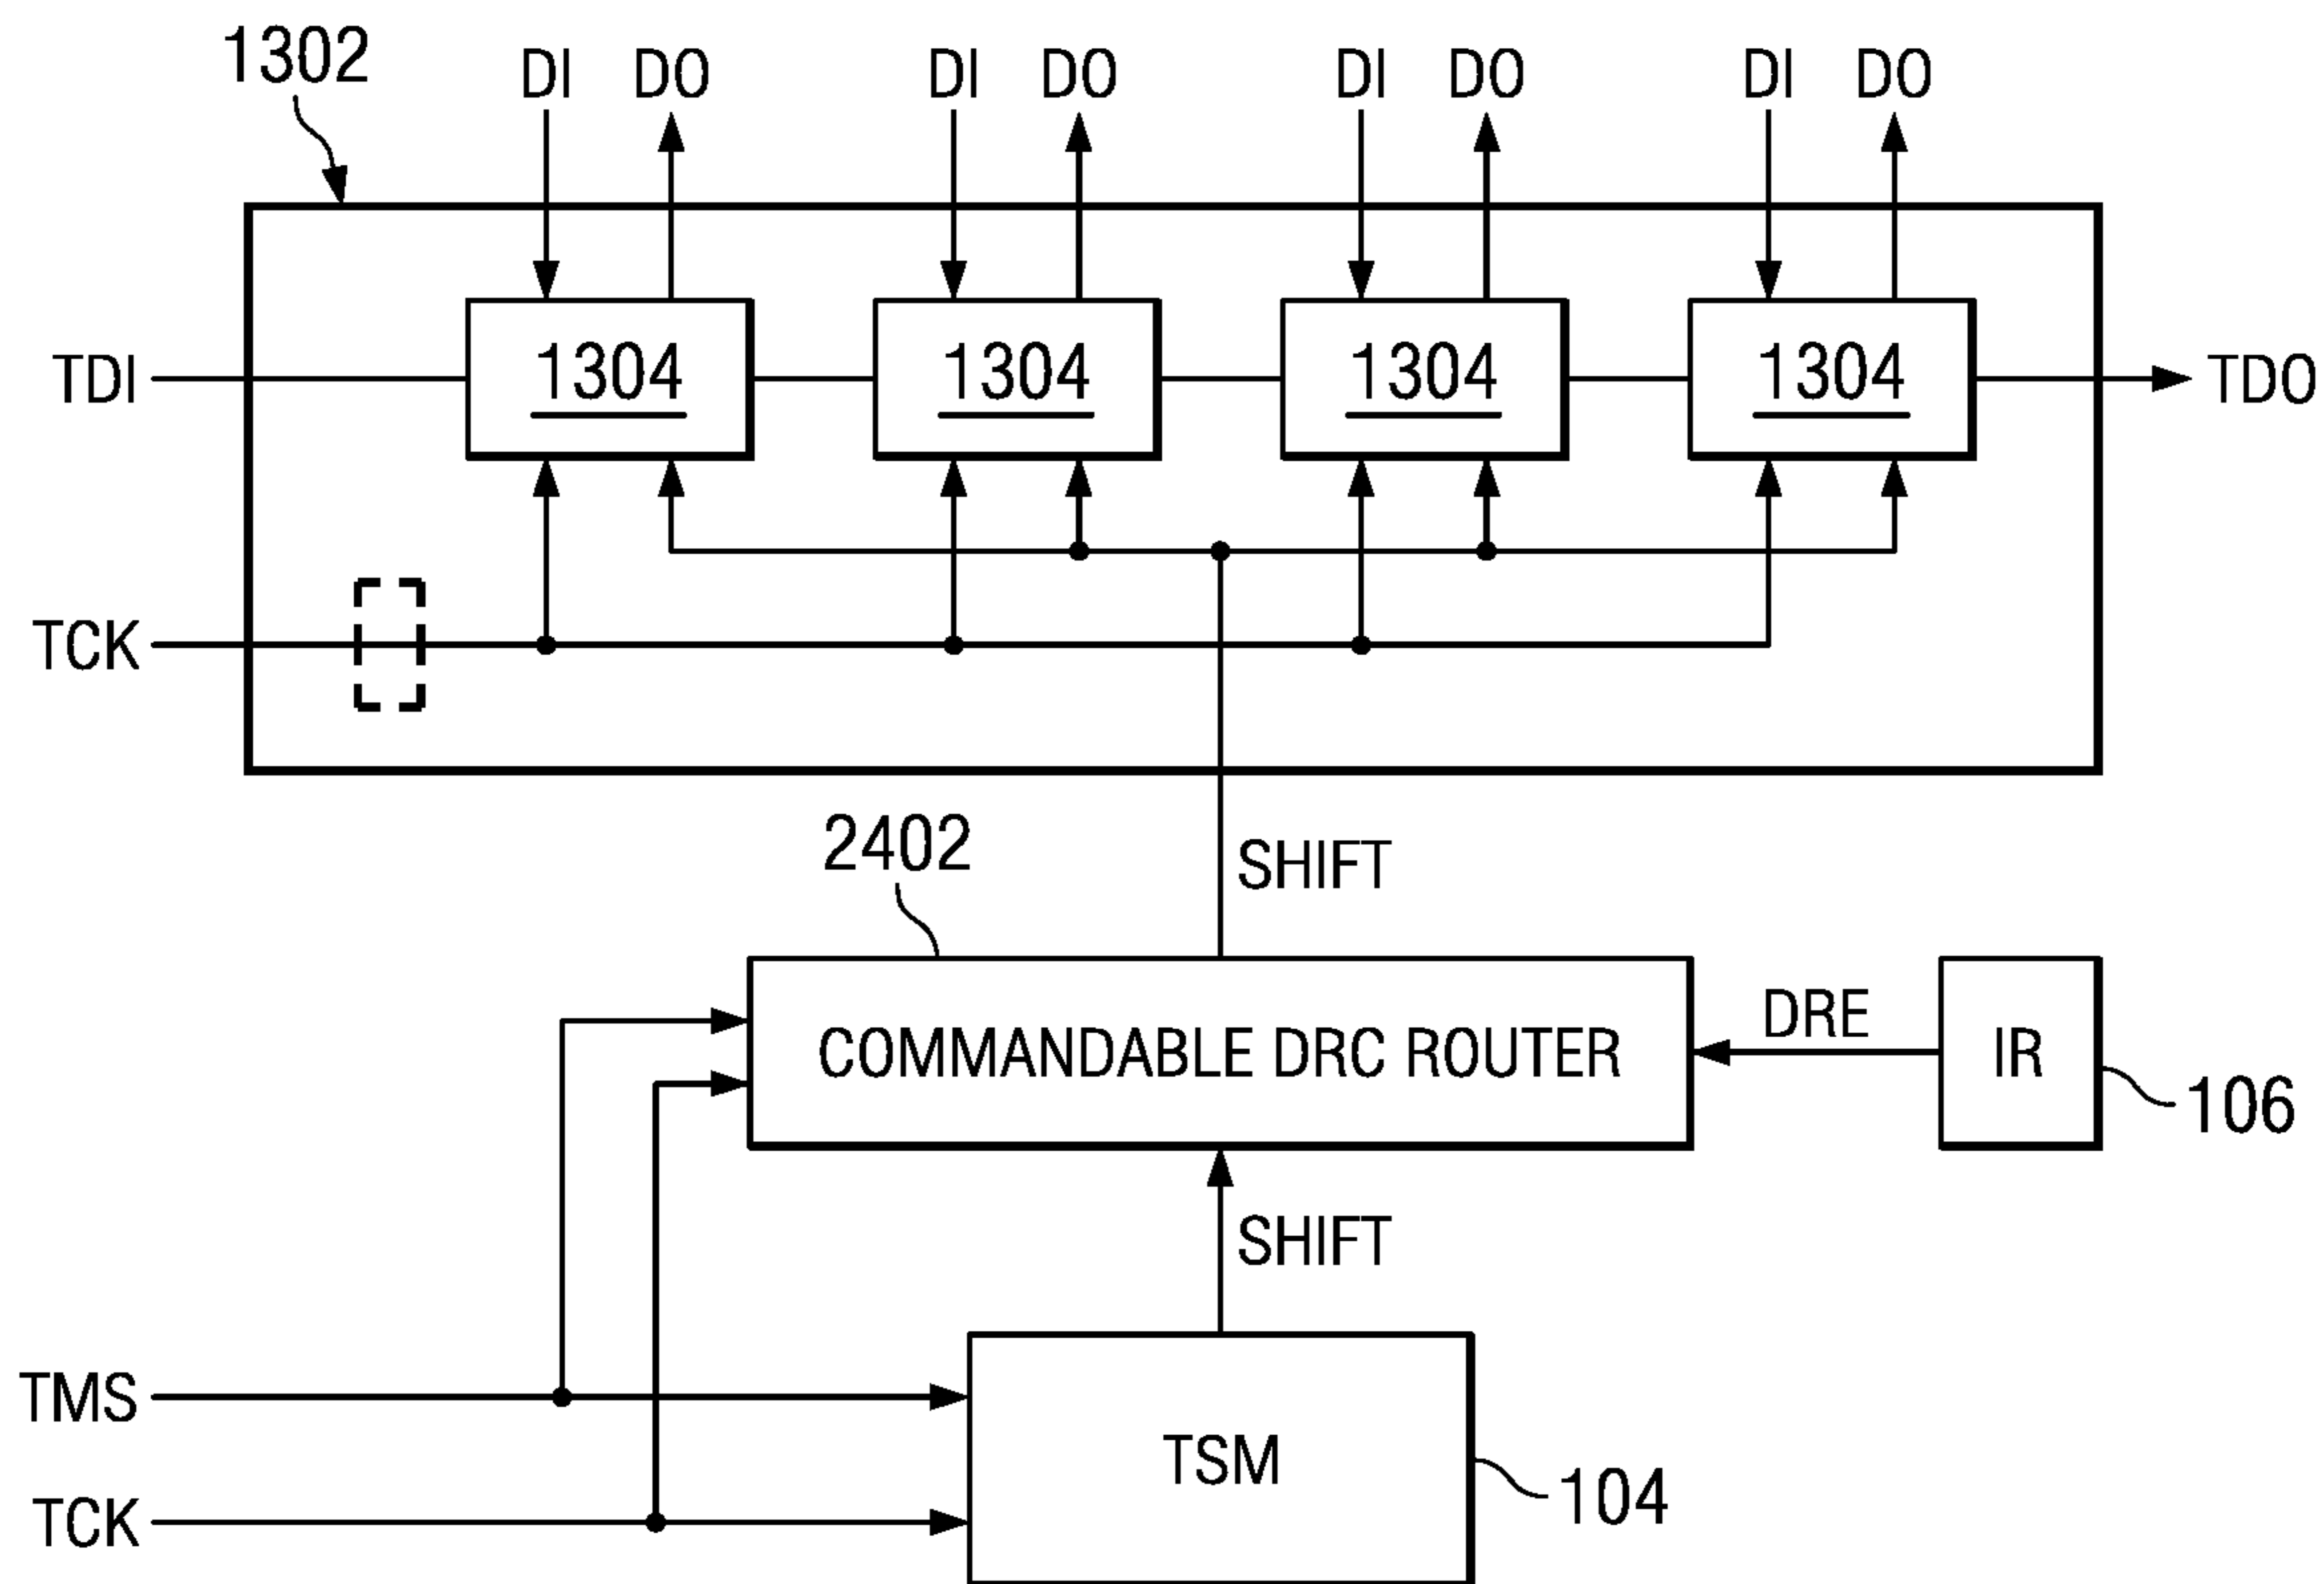 1302
DI DO DI DO DI DO DI DO
TDI 1304 1304 1304 1304 TDO
TCK
2402 SHIFT
COMMANDABLE DRC ROUTER DRE IR
106
SHIFT
TMS
TSM
104
TCK